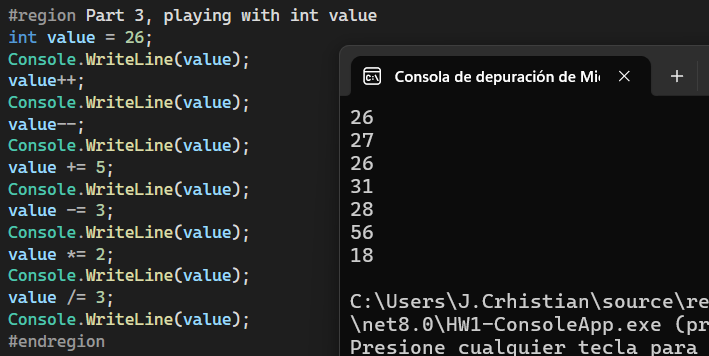 #region Part 3, playing with int value
int value = 26;
Console.WriteLine(value);
value++;
Console.WriteLine(value);
value--;
Console.WriteLine(value);
value += 5;
Console.WriteLine(value);
value -= 3;
Console.WriteLine(value);
value *= 2;
Console.WriteLine(value);
value /= 3;
Console.WriteLine(value);
#endregion
Consola de depuración de Mi
26
27
26
31
28
56
18
C:\Users\J.Crhistian\source\re
\net8.0\HW1-ConsoleApp.exe (pr
Presione cualquier tecla para